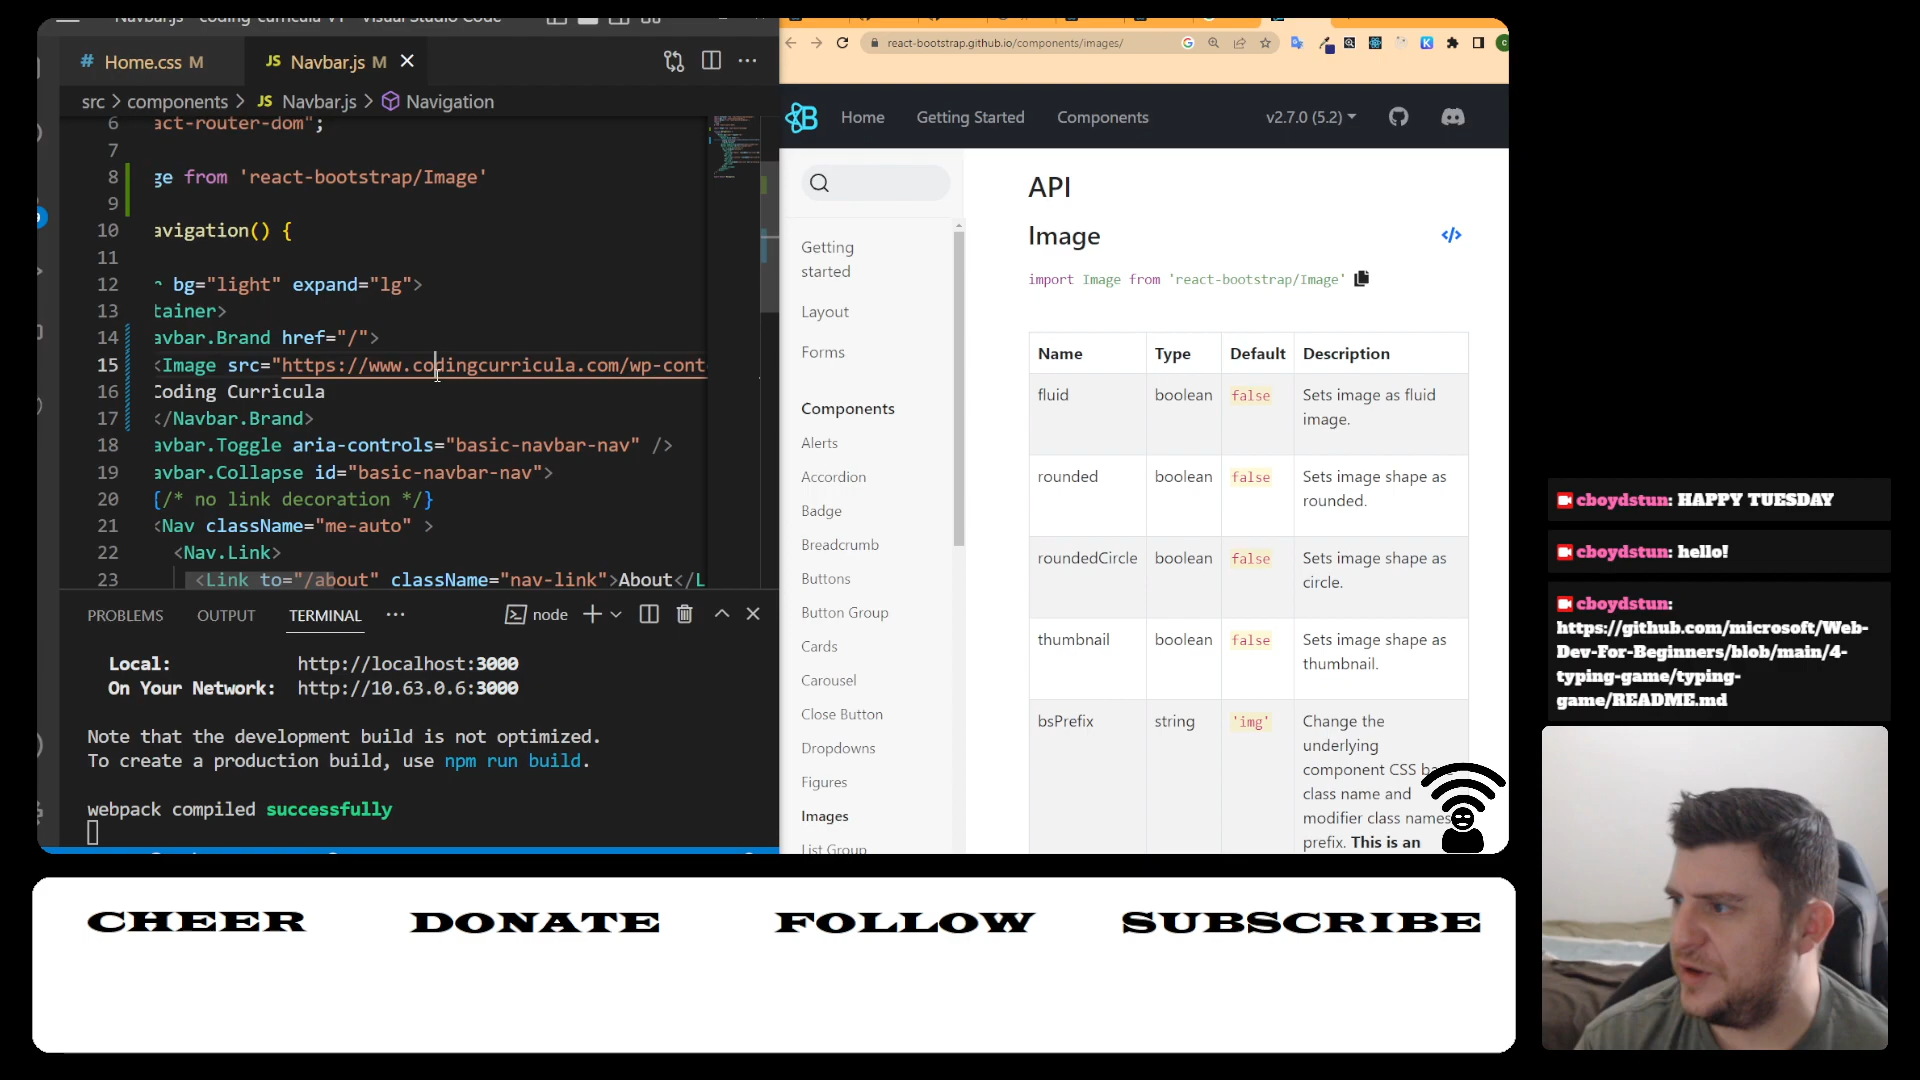 Navbar.js - coding-curricula-v1 - Visual Studio Code
# Home.css M
JS Navbar.js M
src > components > JS Navbar.js > Navigation
6 act-router-dom";
7
8 ge from 'react-bootstrap/Image'
9
10 avigation() {
11
12 r bg="light" expand="lg">
13 tainer>
14 avbar.Brand href="/">
15 <Image src="https://www.codingcurricula.com/wp-cont
16 Coding Curricula
17 </Navbar.Brand>
18 avbar.Toggle aria-controls="basic-navbar-nav" />
19 avbar.Collapse id="basic-navbar-nav">
20 {/* no link decoration */}
21 <Nav className="me-auto" >
22 <Nav.Link>
23 <Link to="/about" className="nav-link">About</L
PROBLEMS OUTPUT TERMINAL ··· node
Local: http://localhost:3000
On Your Network: http://10.63.0.6:3000
Note that the development build is not optimized.
To create a production build, use npm run build.
webpack compiled successfully
react-bootstrap.github.io/components/images/
B Home Getting Started Components v2.7.0 (5.2)
Getting
started
Layout
Forms
Components
Alerts
Accordion
Badge
Breadcrumb
Buttons
Button Group
Cards
Carousel
Close Button
Dropdowns
Figures
Images
List Group
API
Image
</>
import Image from 'react-bootstrap/Image'
Name Type Default Description
fluid boolean false Sets image as fluid
image.
rounded boolean false Sets image shape as
rounded.
roundedCircle boolean false Sets image shape as
circle.
thumbnail boolean false Sets image shape as
thumbnail.
bsPrefix string 'img' Change the
underlying
component CSS
class name and
modifier class names
prefix. This is an
cboydstun: HAPPY TUESDAY
cboydstun: hello!
cboydstun:
https://github.com/microsoft/Web-
Dev-For-Beginners/blob/main/4-
typing-game/typing-
game/README.md
CHEER DONATE FOLLOW SUBSCRIBE